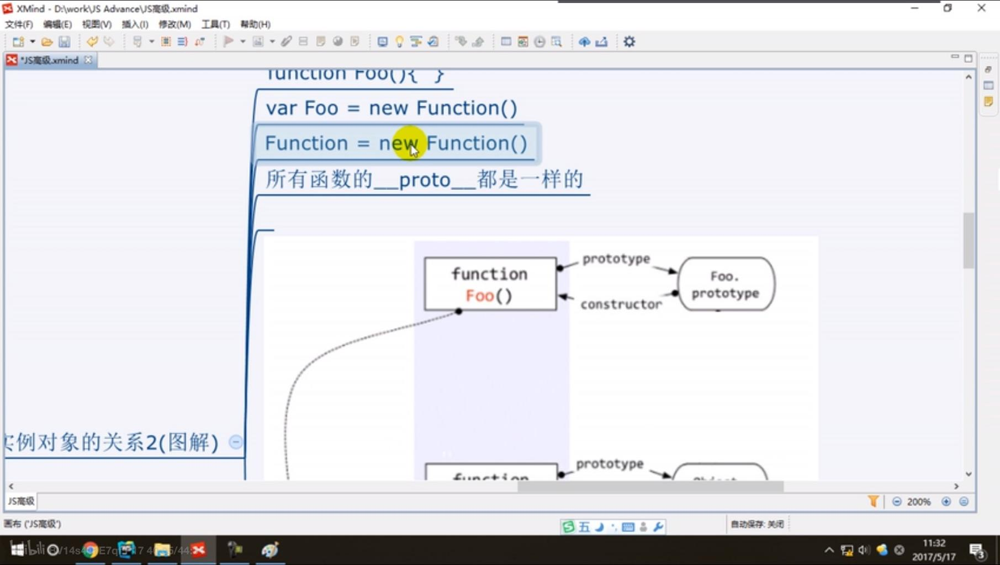 XMind - D:\work\JS Advance\JS高级.xmind
文件(F) 编辑(E) 视图(V) 插入(I) 修改(M) 工具(T) 帮助(H)
*JS高级.xmind
function Foo(){ }
var Foo = new Function()
Function = new Function()
所有函数的__proto__都是一样的
function
Foo()
prototype
constructor
Foo.
prototype
实例对象的关系2(图解)
prototype
function
Object
JS高级
200%
画布 ('JS高级')
五
自动保存: 关闭
bilibili
11:32
2017/5/17
3